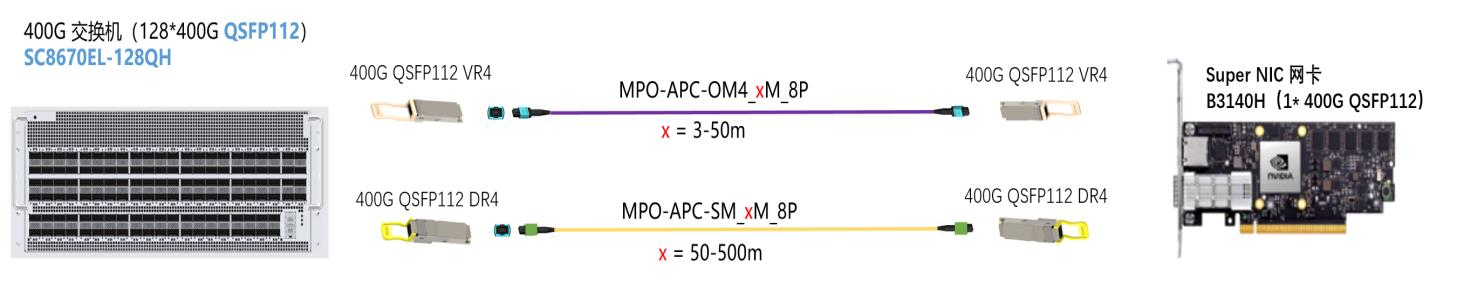 400G 交换机（128*400G QSFP112）
SC8670EL-128QH
400G QSFP112 VR4
MPO-APC-OM4_xM_8P
x = 3-50m
400G QSFP112 VR4
400G QSFP112 DR4
MPO-APC-SM_xM_8P
x = 50-500m
400G QSFP112 DR4
Super NIC 网卡
B3140H（1* 400G QSFP112）
NVIDIA